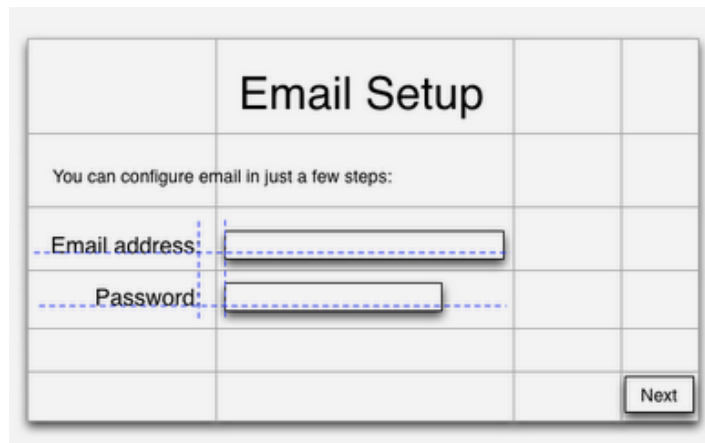 Email Setup
You can configure email in just a few steps:
Email address:
Password:
Next